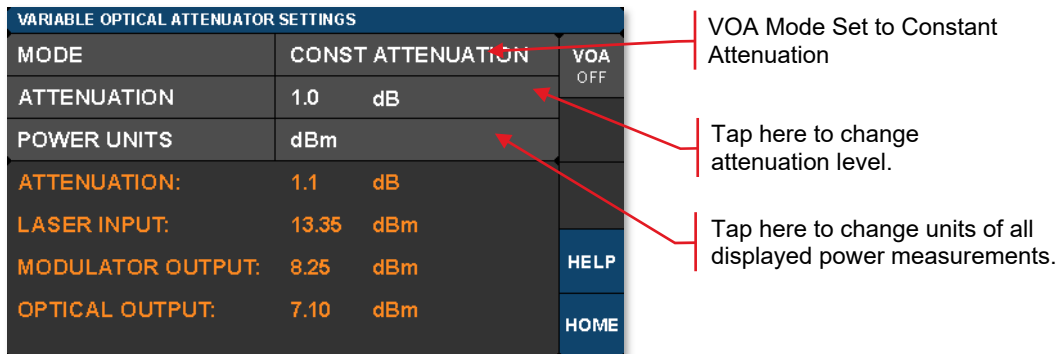 VARIABLE OPTICAL ATTENUATOR SETTINGS
MODE CONST ATTENUATION
ATTENUATION 1.0 dB
POWER UNITS dBm
ATTENUATION: 1.1 dB
LASER INPUT: 13.35 dBm
MODULATOR OUTPUT: 8.25 dBm
OPTICAL OUTPUT: 7.10 dBm
VOA
OFF
HELP
HOME
VOA Mode Set to Constant
Attenuation
Tap here to change
attenuation level.
Tap here to change units of all
displayed power measurements.